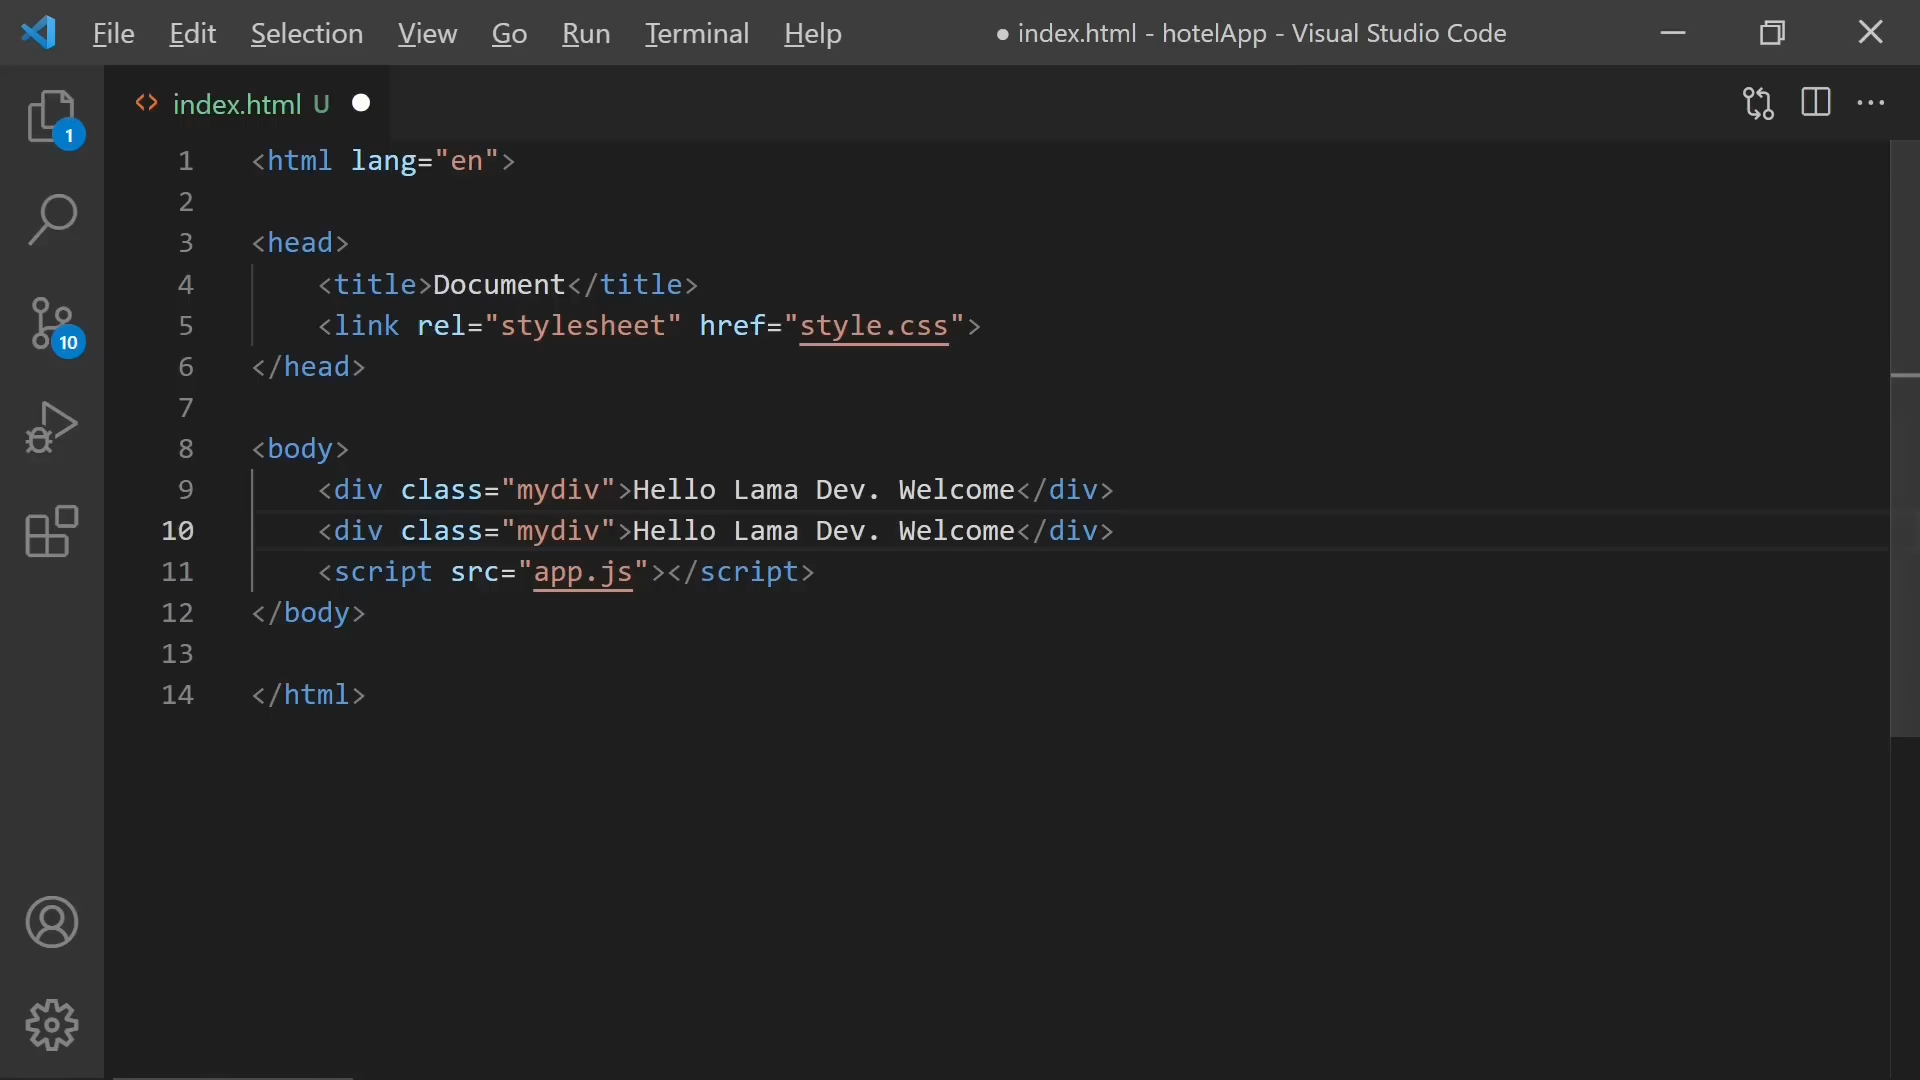 File Edit Selection View Go Run Terminal Help ● index.html - hotelApp - Visual Studio Code
<> index.html U
1
1 <html lang="en">
2
3 <head>
4     <title>Document</title>
5     <link rel="stylesheet" href="style.css">
6 </head>
10
7
8 <body>
9     <div class="mydiv">Hello Lama Dev. Welcome</div>
10     <div class="mydiv">Hello Lama Dev. Welcome</div>
11     <script src="app.js"></script>
12 </body>
13
14 </html>